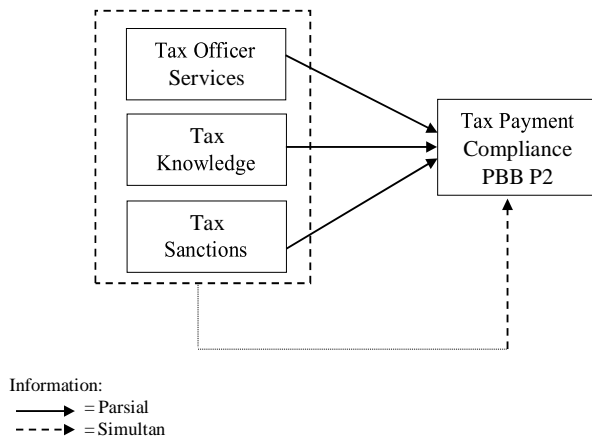 Tax Officer
Services
Tax
Knowledge
Tax
Sanctions
Tax Payment
Compliance
PBB P2
Information:
= Parsial
= Simultan